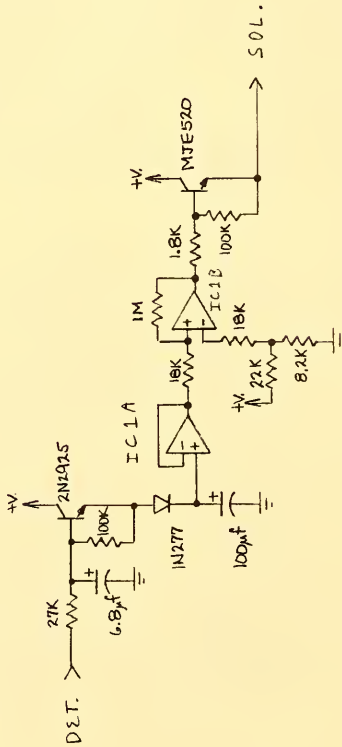 DET.
27K
6.8µf
+V.
2N2925
100K
1N277
100µf
IC1A
18K
1M
IC1B
18K
+V.
22K
8.2K
1.8K
+V.
MJE520
100K
SOL.